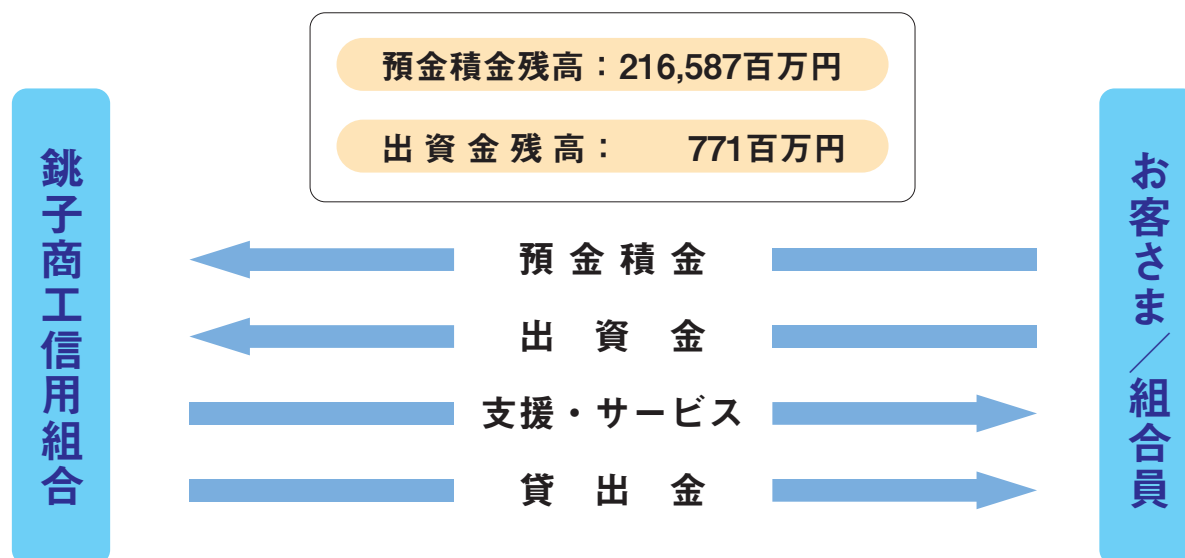 預金積金残高：216,587百万円
出資金残高：　771百万円
銚子商工信用組合
預金積金
出資金
支援・サービス
貸出金
お客さま／組合員